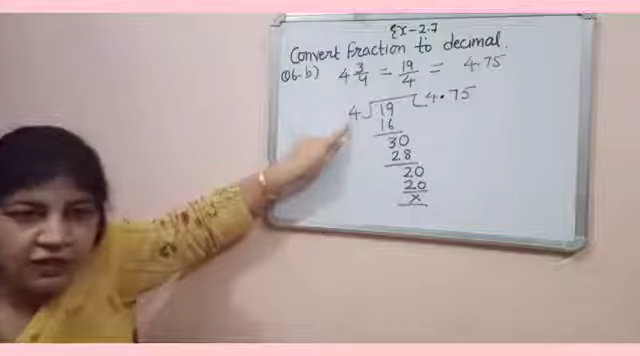 Ex-2.7
Convert fraction to decimal.
Q6.b) 4 3/4 = 19/4 = 4.75
4 19 4.75
16
30
28
20
20
x